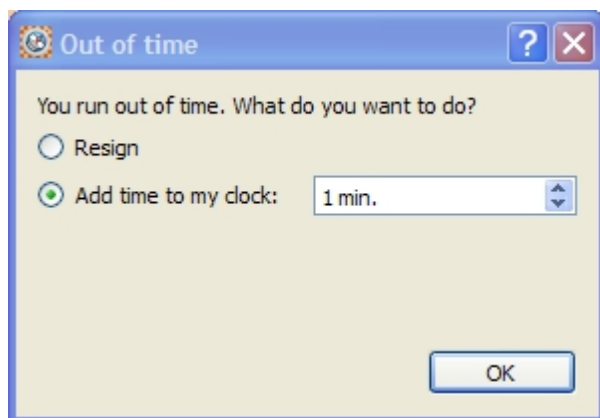 Out of time
You run out of time. What do you want to do?
Resign
Add time to my clock: 1 min.
OK